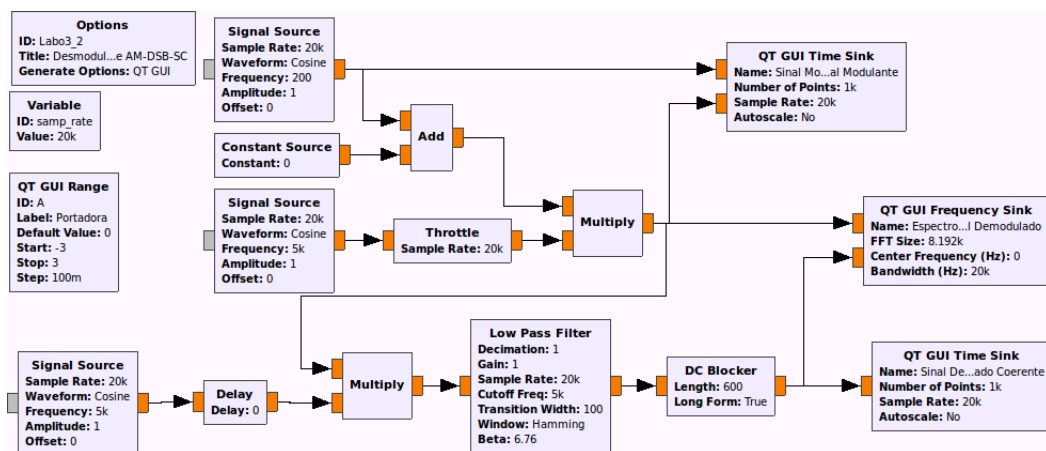 Options
ID: Labo3_2
Title: Desmodul...e AM-DSB-SC
Generate Options: QT GUI
Variable
ID: samp_rate
Value: 20k
QT GUI Range
ID: A
Label: Portadora
Default Value: 0
Start: -3
Stop: 3
Step: 100m
Signal Source
Sample Rate: 20k
Waveform: Cosine
Frequency: 200
Amplitude: 1
Offset: 0
Constant Source
Constant: 0
Add
Signal Source
Sample Rate: 20k
Waveform: Cosine
Frequency: 5k
Amplitude: 1
Offset: 0
Throttle
Sample Rate: 20k
Multiply
QT GUI Time Sink
Name: Sinal Mo...al Modulante
Number of Points: 1k
Sample Rate: 20k
Autoscale: No
QT GUI Frequency Sink
Name: Espectro...l Demodulado
FFT Size: 8.192k
Center Frequency (Hz): 0
Bandwidth (Hz): 20k
Signal Source
Sample Rate: 20k
Waveform: Cosine
Frequency: 5k
Amplitude: 1
Offset: 0
Delay
Delay: 0
Multiply
Low Pass Filter
Decimation: 1
Gain: 1
Sample Rate: 20k
Cutoff Freq: 5k
Transition Width: 100
Window: Hamming
Beta: 6.76
DC Blocker
Length: 600
Long Form: True
QT GUI Time Sink
Name: Sinal De...ado Coerente
Number of Points: 1k
Sample Rate: 20k
Autoscale: No